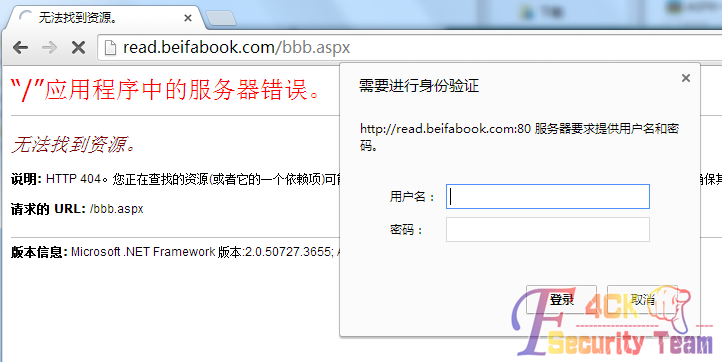 无法找到资源。
read.beifabook.com/bbb.aspx
“/”应用程序中的服务器错误。
无法找到资源。
说明: HTTP 404。您正在查找的资源(或者它的一个依赖项)可
请求的 URL: /bbb.aspx
版本信息: Microsoft .NET Framework 版本:2.0.50727.3655;
需要进行身份验证
http://read.beifabook.com:80 服务器要求提供用户名和密
码。
用户名：
密码：
登录
取消
F4CK
Security Team